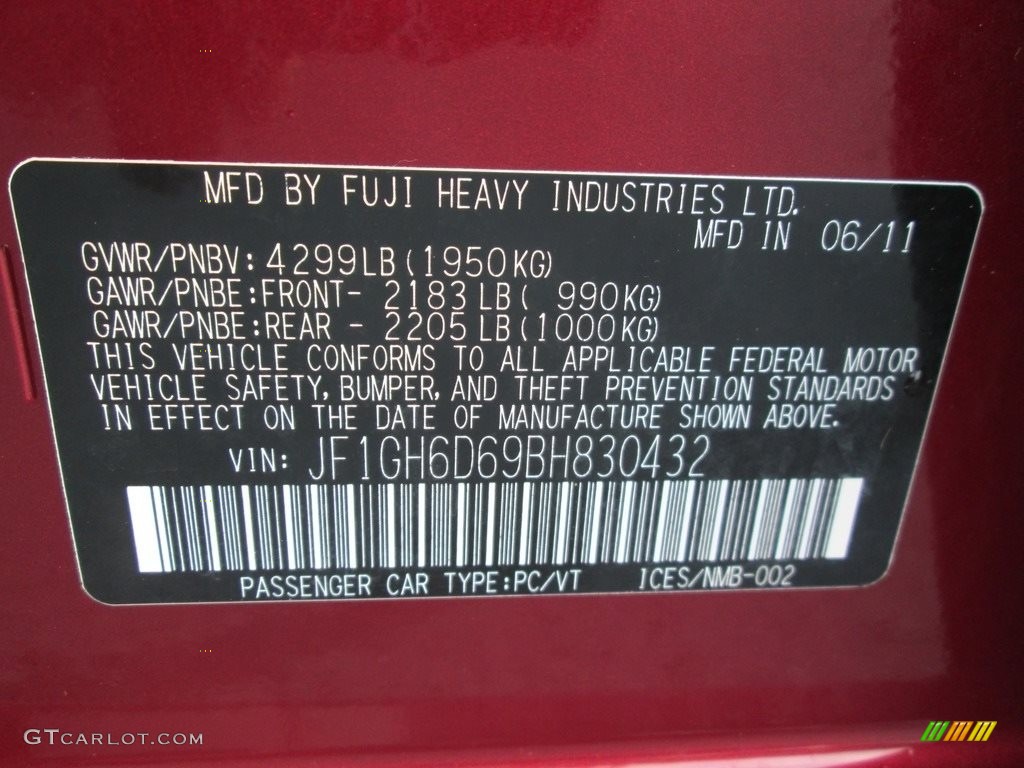 MFD BY FUJI HEAVY INDUSTRIES LTD.
MFD IN 06/11
GVWR/PNBV: 4299LB(1950KG)
GAWR/PNBE:FRONT- 2183LB( 990KG)
GAWR/PNBE:REAR - 2205LB(1000KG)
THIS VEHICLE CONFORMS TO ALL APPLICABLE FEDERAL MOTOR,
VEHICLE SAFETY, BUMPER, AND THEFT PREVENTION STANDARDS
IN EFFECT ON THE DATE OF MANUFACTURE SHOWN ABOVE.
VIN: JF1GH6D69BH830432
PASSENGER CAR TYPE:PC/VT ICES/NMB-002
GTCARLOT.COM